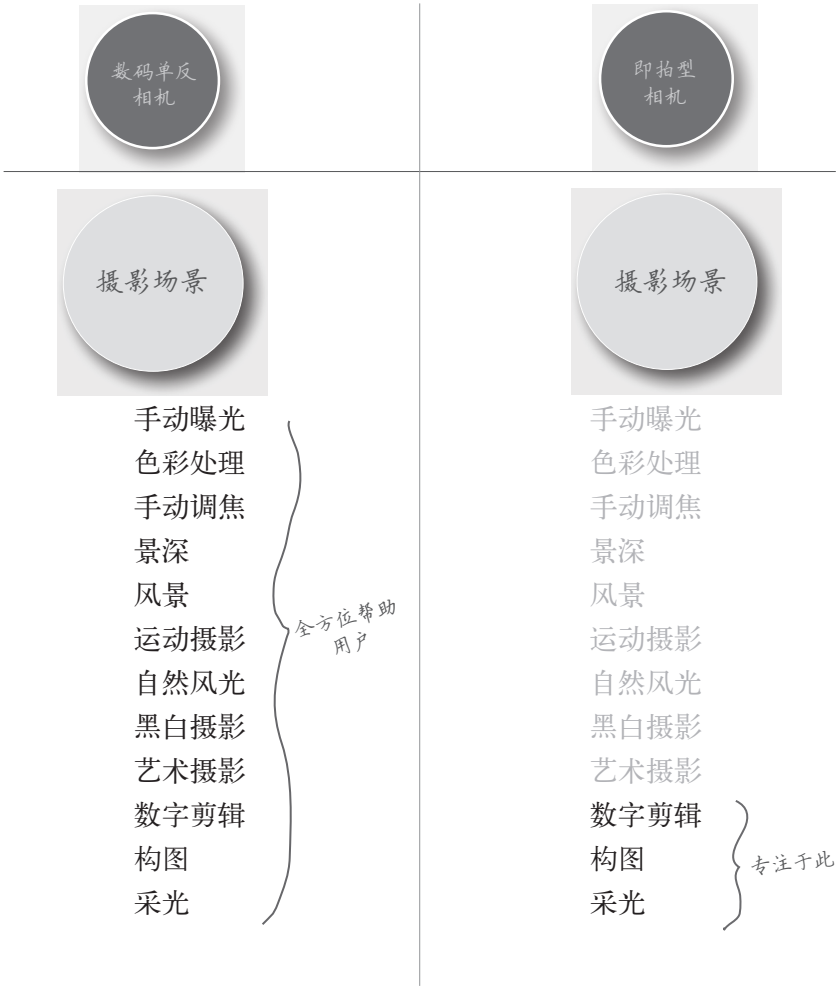 数码单反
相机
摄影场景
手动曝光
色彩处理
手动调焦
景深
风景
运动摄影
自然风光
黑白摄影
艺术摄影
数字剪辑
构图
采光
全方位帮助
用户
即拍型
相机
摄影场景
手动曝光
色彩处理
手动调焦
景深
风景
运动摄影
自然风光
黑白摄影
艺术摄影
数字剪辑
构图
采光
专注于此